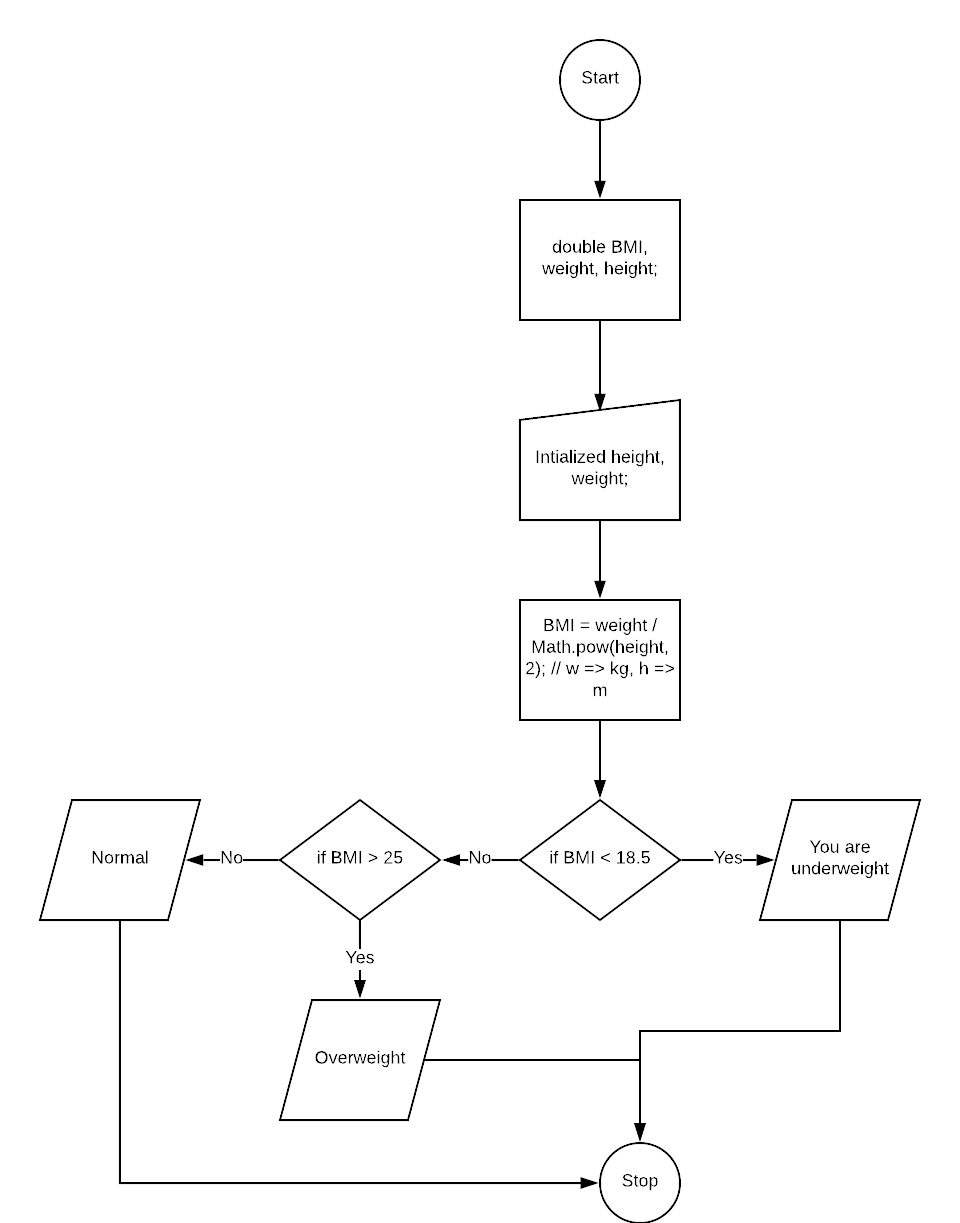 Start
double BMI,
weight, height;
Intialized height,
weight;
BMI = weight /
Math.pow(height,
2); // w => kg, h =>
m
Normal
No
if BMI > 25
No
if BMI < 18.5
Yes
You are
underweight
Yes
Overweight
Stop